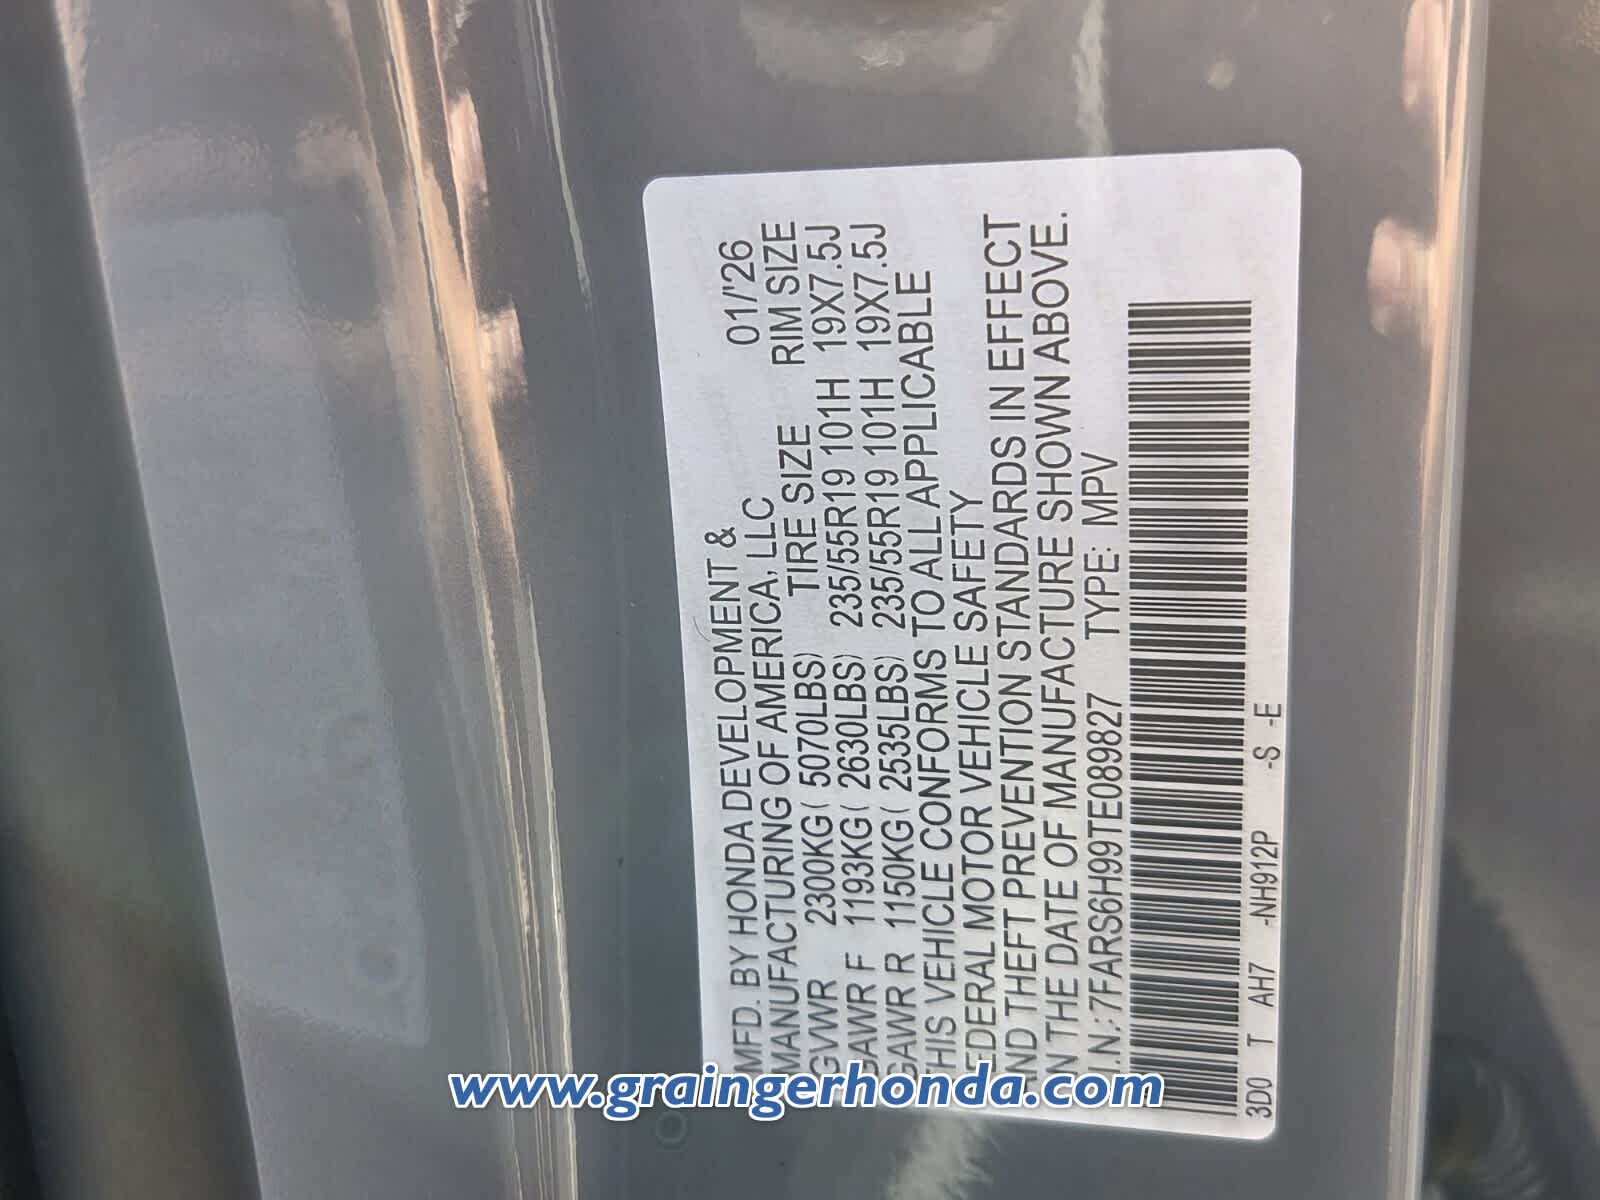 MFD. BY HONDA DEVELOPMENT &
MANUFACTURING OF AMERICA, LLC 01/'26
GVWR 2300KG( 5070LBS) TIRE SIZE RIM SIZE
GAWR F 1193KG( 2630LBS) 235/55R19 101H 19X7.5J
GAWR R 1150KG( 2535LBS) 235/55R19 101H 19X7.5J
THIS VEHICLE CONFORMS TO ALL APPLICABLE
FEDERAL MOTOR VEHICLE SAFETY
AND THEFT PREVENTION STANDARDS IN EFFECT
ON THE DATE OF MANUFACTURE SHOWN ABOVE.
V.I.N.:7FARS6H99TE089827 TYPE: MPV
3D0 T AH7 -NH912P -S -E
www.graingerhonda.com